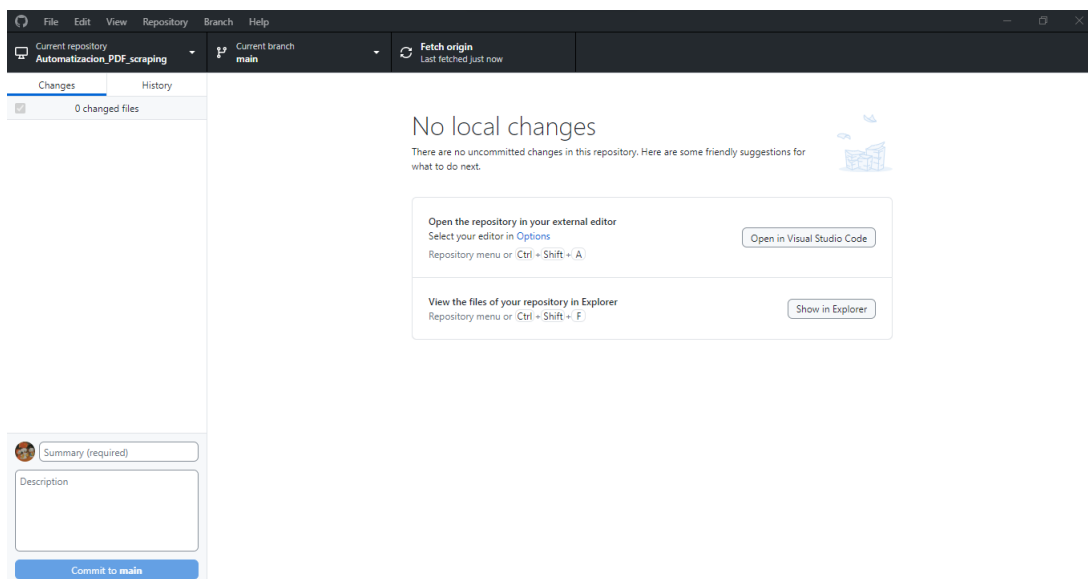 File Edit View Repository Branch Help
Current repository
Automatizacion_PDF_scraping
Current branch
main
Fetch origin
Last fetched just now
Changes History
0 changed files
No local changes
There are no uncommitted changes in this repository. Here are some friendly suggestions for
what to do next.
Open the repository in your external editor
Select your editor in Options
Repository menu or Ctrl + Shift + A
Open in Visual Studio Code
View the files of your repository in Explorer
Repository menu or Ctrl + Shift + F
Show in Explorer
Summary (required)
Description
Commit to main